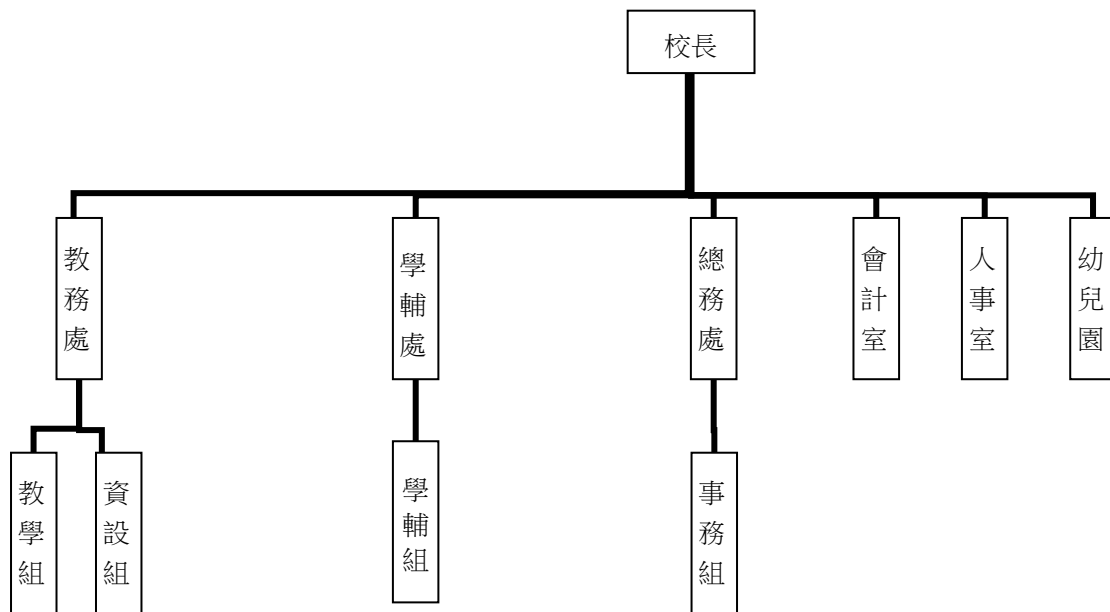 校長
教務處
學輔處
總務處
會計室
人事室
幼兒園
教學組
資設組
學輔組
事務組